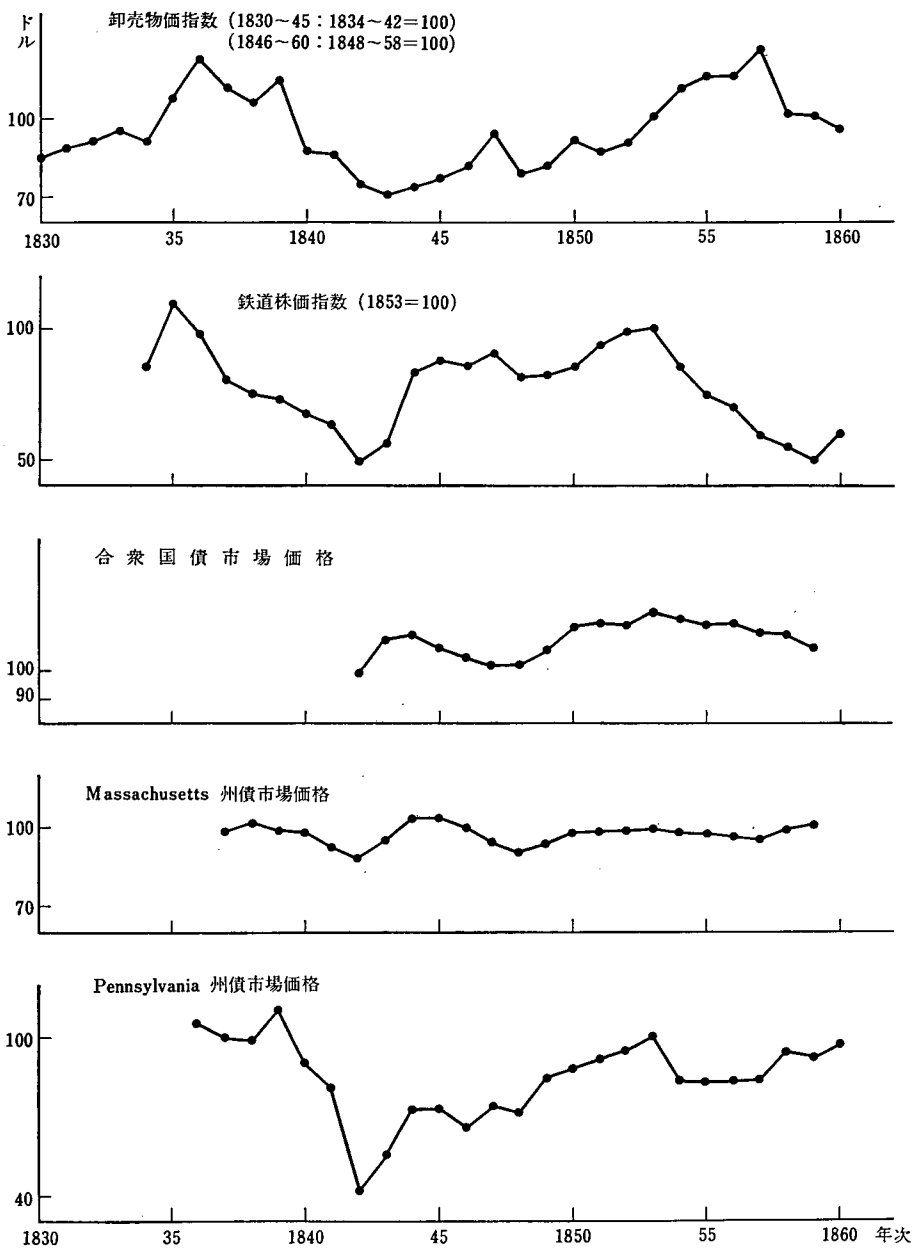 ドル
卸売物価指数 (1830~45:1834~42=100)
(1846~60:1848~58=100)
100
70
1830 35 1840 45 1850 55 1860
鉄道株価指数 (1853=100)
100
50
合衆国債市場価格
100
90
Massachusetts 州債市場価格
100
70
Pennsylvania 州債市場価格
100
40
1830 35 1840 45 1850 55 1860 年次